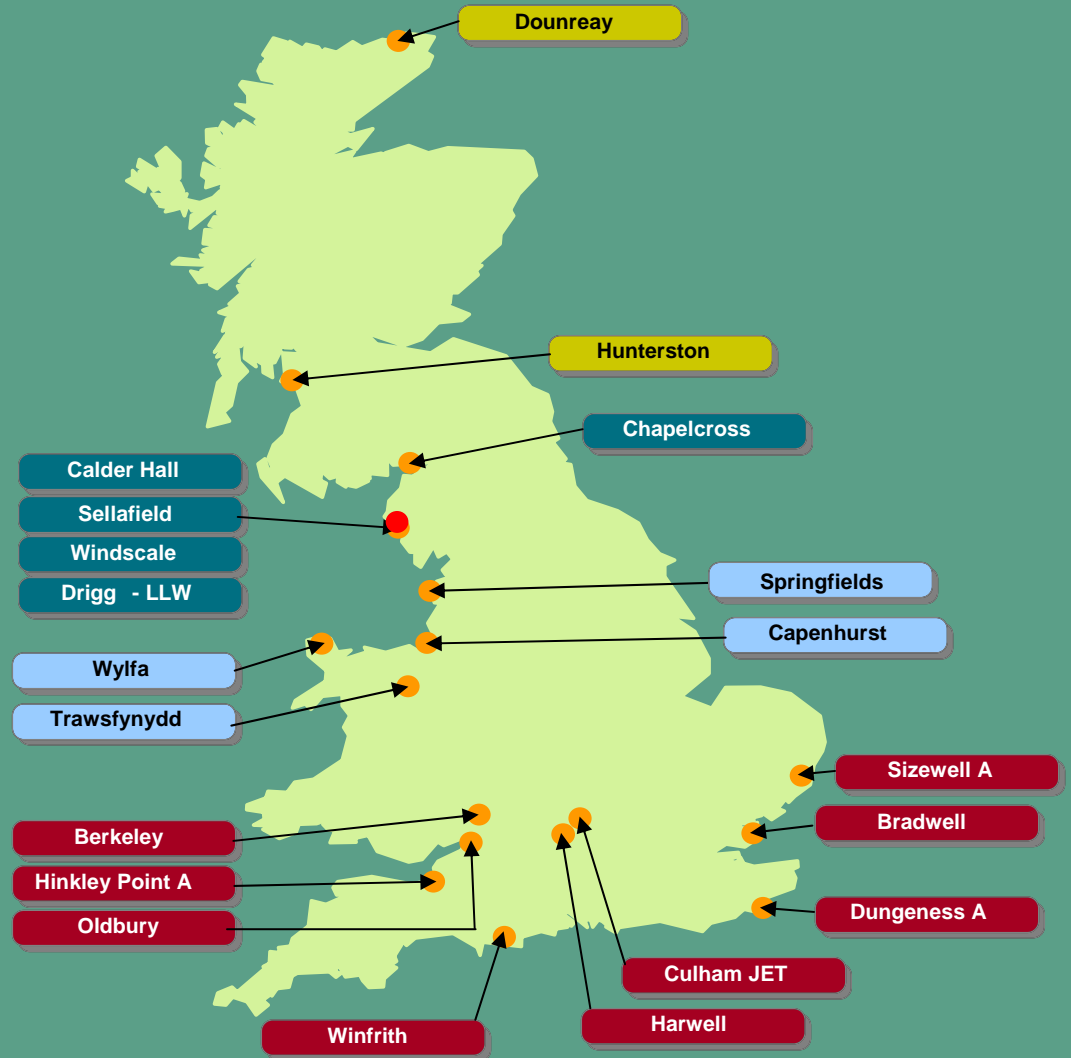 Dounreay
Hunterston
Chapelcross
Calder Hall
Sellafield
Windscale
Drigg - LLW
Springfields
Capenhurst
Wylfa
Trawsfynydd
Sizewell A
Bradwell
Berkeley
Hinkley Point A
Oldbury
Dungeness A
Culham JET
Harwell
Winfrith